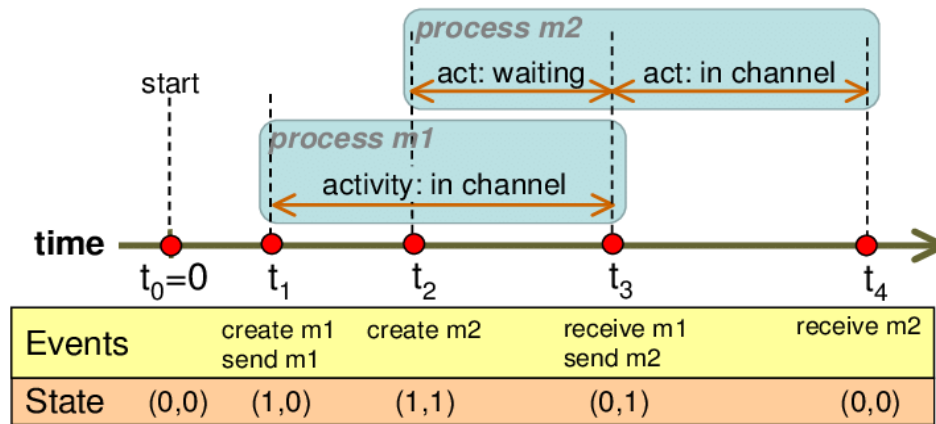 process m2
act: waiting act: in channel
start
process m1
activity: in channel
time
t0=0 t1 t2 t3 t4
Events create m1 create m2 receive m1 receive m2
send m1 send m2
State (0,0) (1,0) (1,1) (0,1) (0,0)